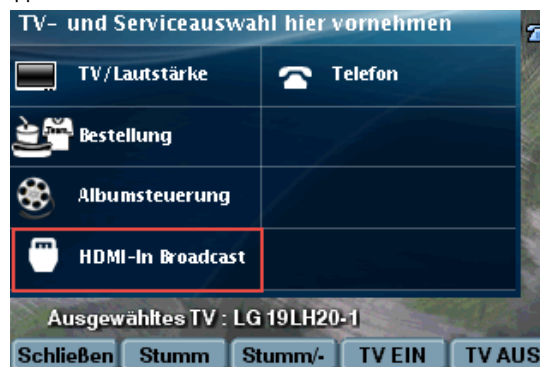 TV- und Serviceauswahl hier vornehmen
TV/Lautstärke
Telefon
Bestellung
Albumsteuerung
HDMI-In Broadcast
Ausgewähltes TV : LG 19LH20-1
Schließen Stumm Stumm/- TV EIN TV AUS